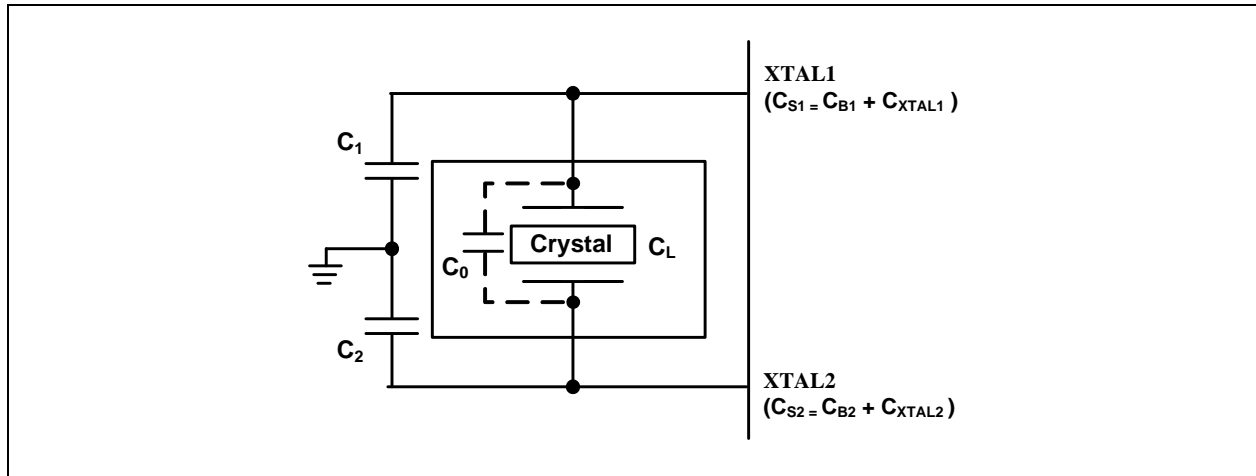 XTAL1
(CS1 = CB1 + CXTAL1 )
C1
Crystal
CL
C0
C2
XTAL2
(CS2 = CB2 + CXTAL2 )